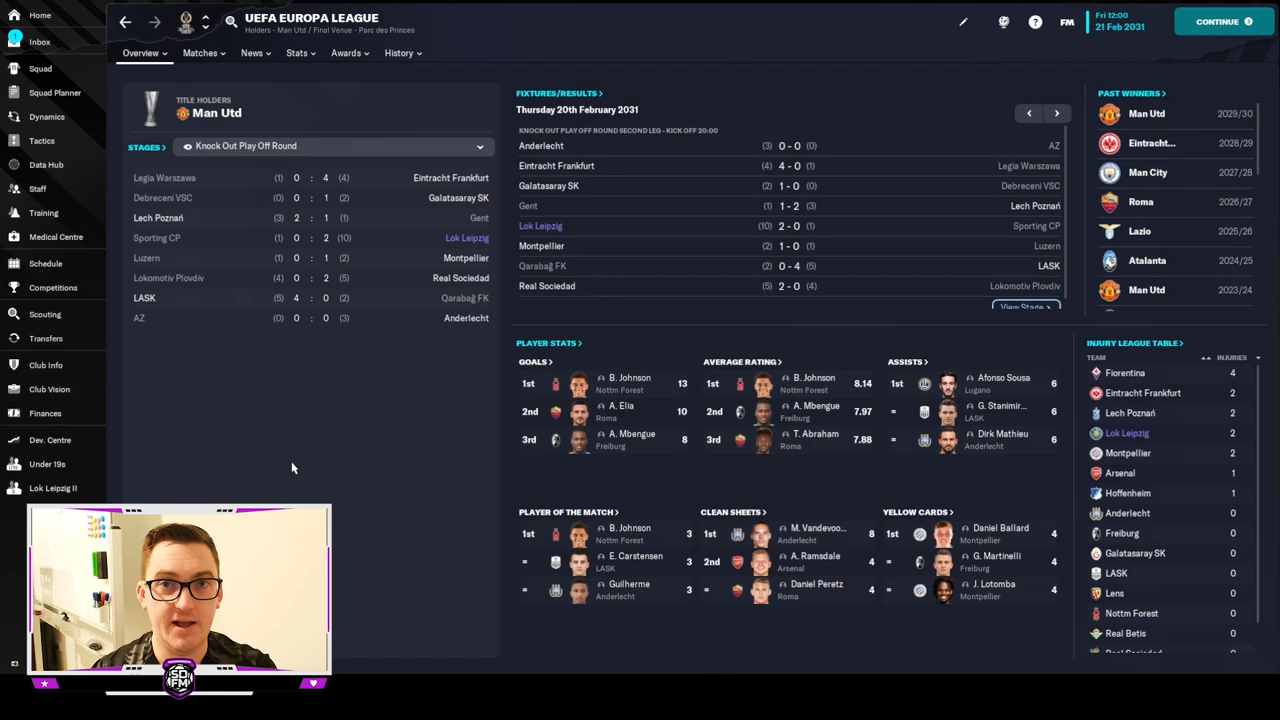 Home
1
Inbox
Squad
Squad Planner
Dynamics
Tactics
Data Hub
Staff
Training
Medical Centre
Schedule
Competitions
Scouting
Transfers
Club Info
Club Vision
Finances
Dev. Centre
Under 19s
Lok Leipzig II
UEFA EUROPA LEAGUE
Holders - Man Utd / Final Venue - Parc des Princes
FM
Fri 12:00
21 Feb 2031
CONTINUE
Overview
Matches
News
Stats
Awards
History
TITLE HOLDERS
Man Utd
STAGES >
Knock Out Play Off Round
Legia Warszawa (1) 0 : 4 (4) Eintracht Frankfurt
Debreceni VSC (0) 0 : 1 (2) Galatasaray SK
Lech Poznań (3) 2 : 1 (1) Gent
Sporting CP (1) 0 : 2 (10) Lok Leipzig
Luzern (1) 0 : 1 (2) Montpellier
Lokomotiv Plovdiv (4) 0 : 2 (5) Real Sociedad
LASK (5) 4 : 0 (2) Qarabağ FK
AZ (0) 0 : 0 (3) Anderlecht
FIXTURES/RESULTS >
Thursday 20th February 2031
KNOCK OUT PLAY OFF ROUND SECOND LEG - KICK OFF 20:00
Anderlecht (3) 0 - 0 (0) AZ
Eintracht Frankfurt (4) 4 - 0 (1) Legia Warszawa
Galatasaray SK (2) 1 - 0 (0) Debreceni VSC
Gent (1) 1 - 2 (3) Lech Poznań
Lok Leipzig (10) 2 - 0 (1) Sporting CP
Montpellier (2) 1 - 0 (1) Luzern
Qarabağ FK (2) 0 - 4 (5) LASK
Real Sociedad (5) 2 - 0 (4) Lokomotiv Plovdiv
View Stage >
PAST WINNERS >
Man Utd 2029/30
Eintracht... 2028/29
Man City 2027/28
Roma 2026/27
Lazio 2025/26
Atalanta 2024/25
Man Utd 2023/24
PLAYER STATS >
GOALS >
1st B. Johnson 13
Nottm Forest
2nd A. Elia 10
Roma
3rd A. Mbengue 8
Freiburg
AVERAGE RATING >
1st B. Johnson 8.14
Nottm Forest
2nd A. Mbengue 7.97
Freiburg
3rd T. Abraham 7.88
Roma
ASSISTS >
1st Afonso Sousa 6
Lugano
= G. Stanimir... 6
LASK
= Dirk Mathieu 6
Anderlecht
PLAYER OF THE MATCH >
1st B. Johnson 3
Nottm Forest
= E. Carstensen 3
LASK
= Guilherme 3
Anderlecht
CLEAN SHEETS >
1st M. Vandevoo... 8
Anderlecht
2nd A. Ramsdale 4
Arsenal
= Daniel Peretz 4
Roma
YELLOW CARDS >
1st Daniel Ballard 4
Montpellier
= G. Martinelli 4
Freiburg
= J. Lotomba 4
Montpellier
INJURY LEAGUE TABLE >
TEAM INJURIES
Fiorentina 4
Eintracht Frankfurt 2
Lech Poznań 2
Lok Leipzig 2
Montpellier 2
Arsenal 1
Hoffenheim 1
Anderlecht 0
Freiburg 0
Galatasaray SK 0
LASK 0
Lens 0
Nottm Forest 0
Real Betis 0
Real Sociedad 0
SD
FM